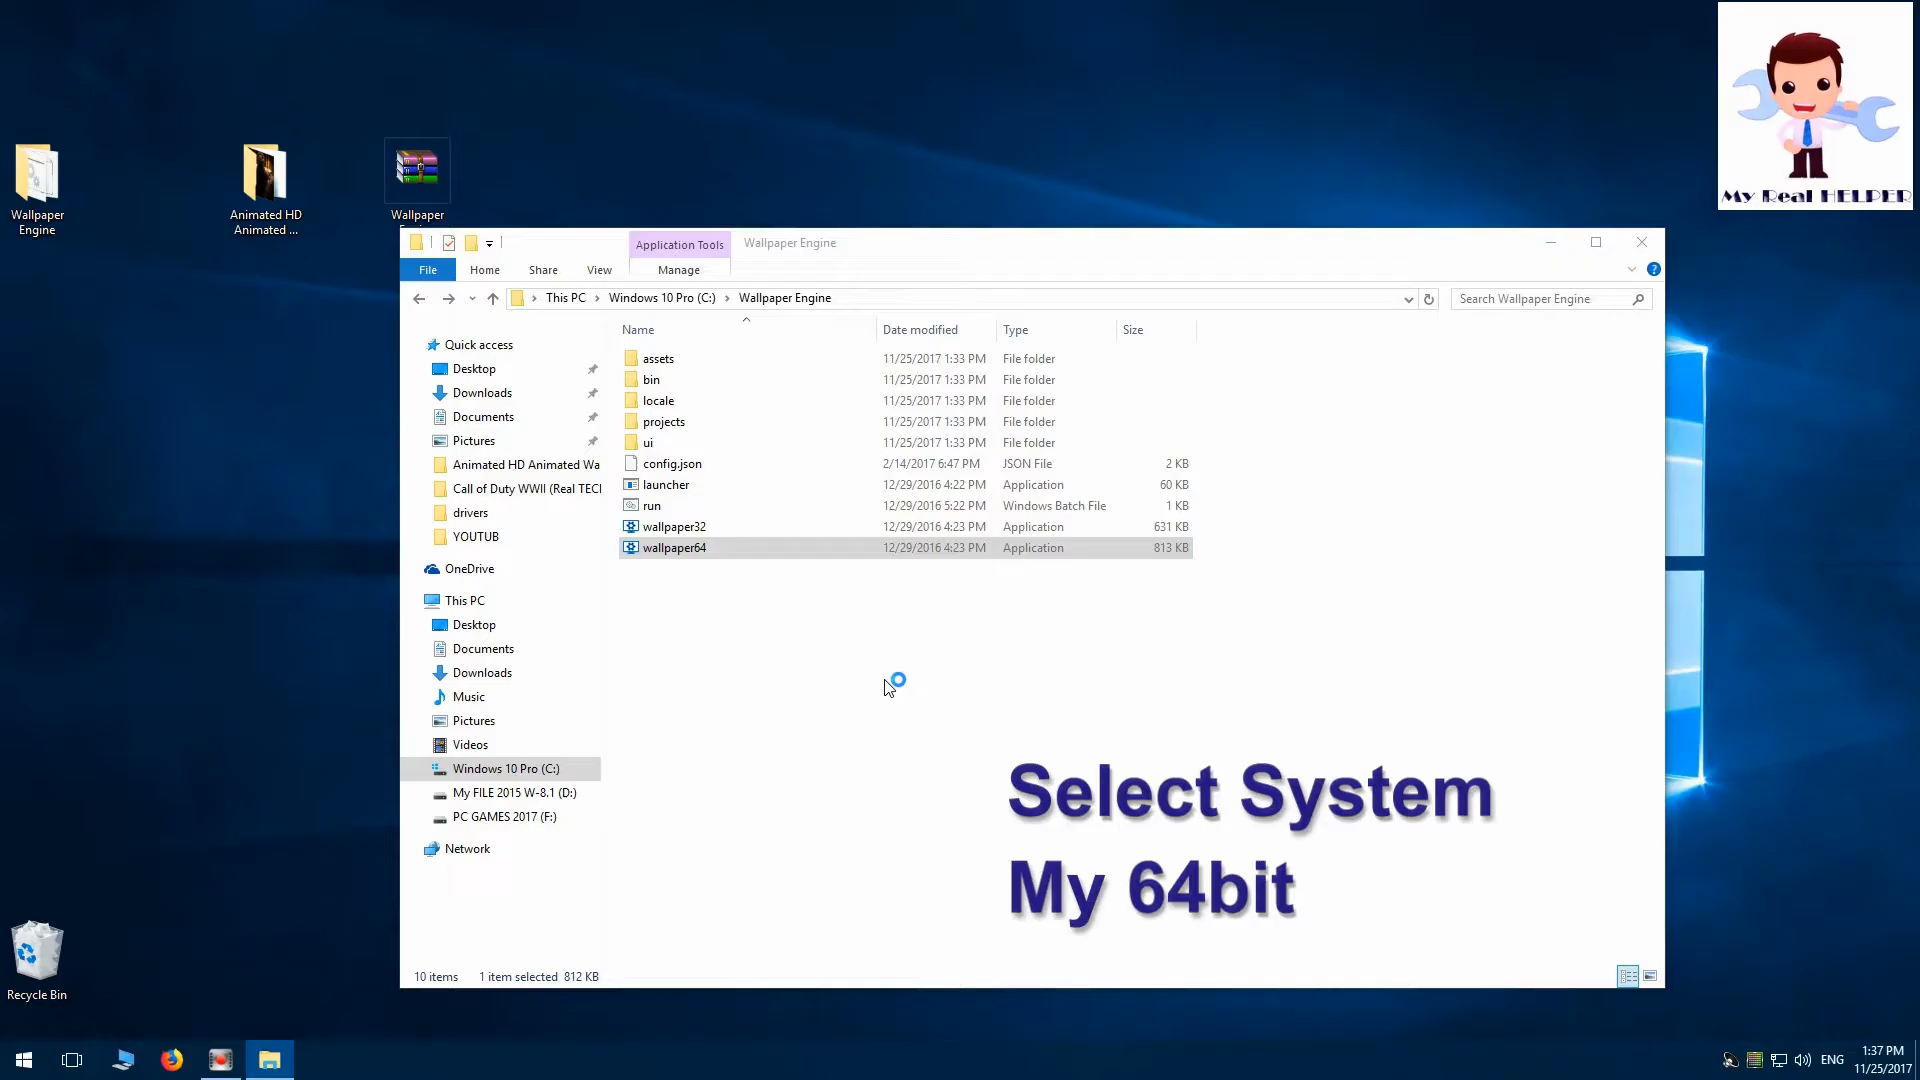 My Real HELPER
Wallpaper
Engine
Animated HD
Animated ...
Wallpaper
Application Tools
Wallpaper Engine
File
Home
Share
View
Manage
This PC
Windows 10 Pro (C:)
Wallpaper Engine
Search Wallpaper Engine
Name
Date modified
Type
Size
Quick access
Desktop
Downloads
Documents
Pictures
Animated HD Animated Wa
Call of Duty WWII (Real TECI
drivers
YOUTUB
OneDrive
This PC
Desktop
Documents
Downloads
Music
Pictures
Videos
Windows 10 Pro (C:)
My FILE 2015 W-8.1 (D:)
PC GAMES 2017 (F:)
Network
assets 11/25/2017 1:33 PM File folder
bin 11/25/2017 1:33 PM File folder
locale 11/25/2017 1:33 PM File folder
projects 11/25/2017 1:33 PM File folder
ui 11/25/2017 1:33 PM File folder
config.json 2/14/2017 6:47 PM JSON File 2 KB
launcher 12/29/2016 4:22 PM Application 60 KB
run 12/29/2016 5:22 PM Windows Batch File 1 KB
wallpaper32 12/29/2016 4:23 PM Application 631 KB
wallpaper64 12/29/2016 4:23 PM Application 813 KB
Select System
My 64bit
10 items 1 item selected 812 KB
Recycle Bin
ENG
1:37 PM
11/25/2017